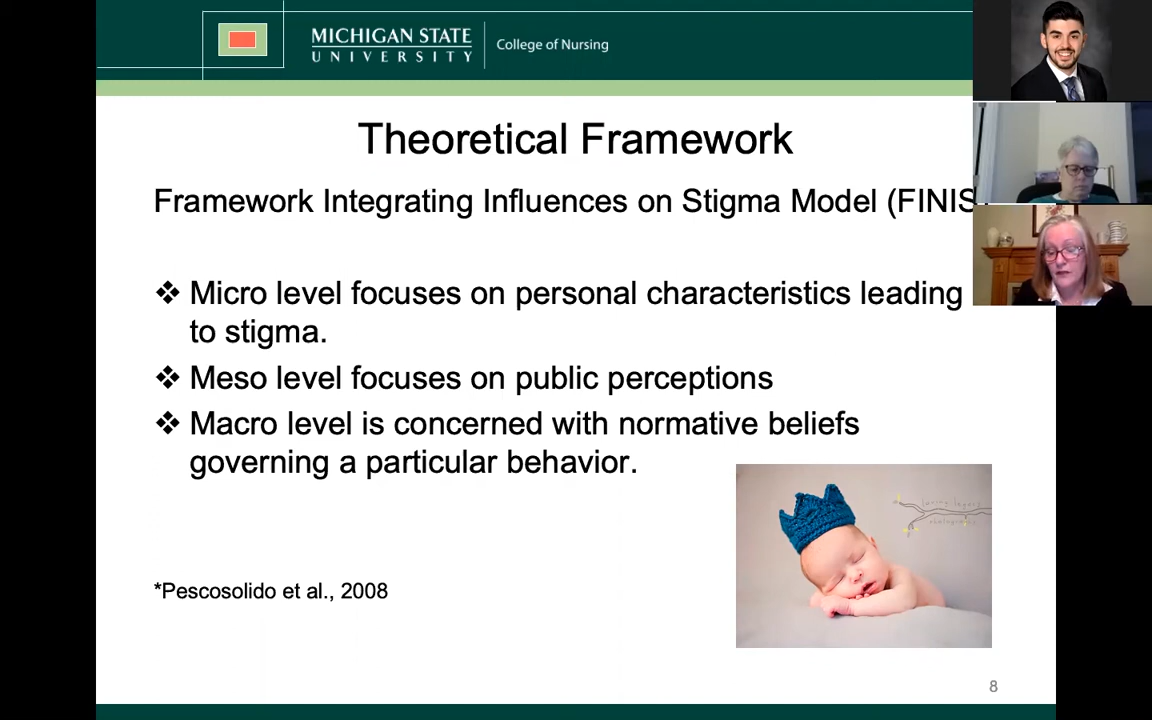 MICHIGAN STATE
UNIVERSITY
College of Nursing
Theoretical Framework
Framework Integrating Influences on Stigma Model (FINIS
❖ Micro level focuses on personal characteristics leading
to stigma.
❖ Meso level focuses on public perceptions
❖ Macro level is concerned with normative beliefs
governing a particular behavior.
*Pescosolido et al., 2008
8